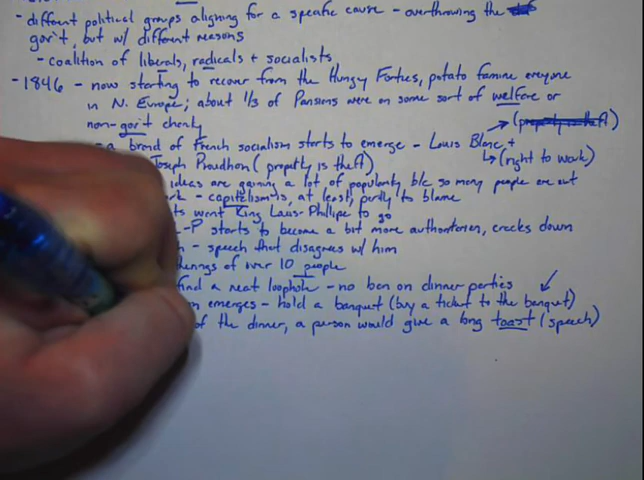 - different political groups aligning for a specific cause - overthrowing the
gov't, but w/ different reasons
- coalition of liberals, radicals + socialists
- 1846 - now starting to recover from the Hungry Forties, potato famine everyone
in N. Europe; about 1/3 of Parisians were on some sort of welfare or
non-gov't charity
- a brand of French socialism starts to emerge - Louis Blanc + (right to work)
Joseph Proudhon (property is theft)
ideas are gaining a lot of popularity b/c so many people are out
- capitalism is, at least, partly to blame
want King Louis-Phillipe to go
-P starts to become a bit more authoritarian, cracks down
- speech that disagrees w/ him
of over 10 people
find a neat loophole - no ban on dinner parties
emerges - hold a banquet (buy a ticket to the banquet)
of the dinner, a person would give a long toast (speech)